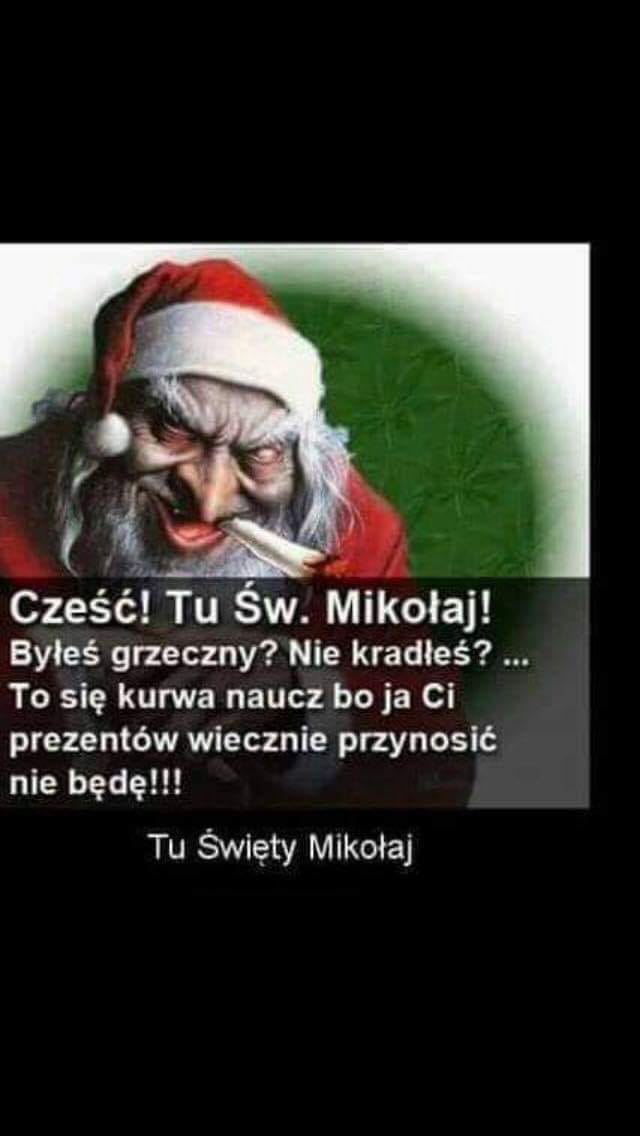 Cześć! Tu Św. Mikołaj!
Byłeś grzeczny? Nie kradłeś? ...
To się kurwa naucz bo ja Ci
prezentów wiecznie przynosić
nie będę!!!
Tu Święty Mikołaj